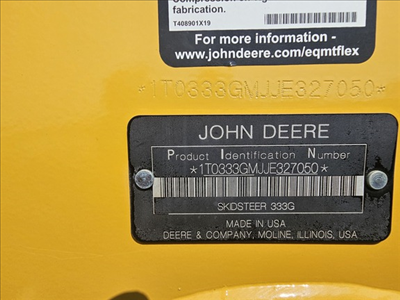 fabrication.
T408901X19
For more information -
www.johndeere.com/eqmtflex
*1T0333GMJJE327050*
JOHN DEERE
Product Identification Number
*1T0333GMJJE327050*
SKIDSTEER 333G
MADE IN USA
DEERE & COMPANY, MOLINE, ILLINOIS, USA